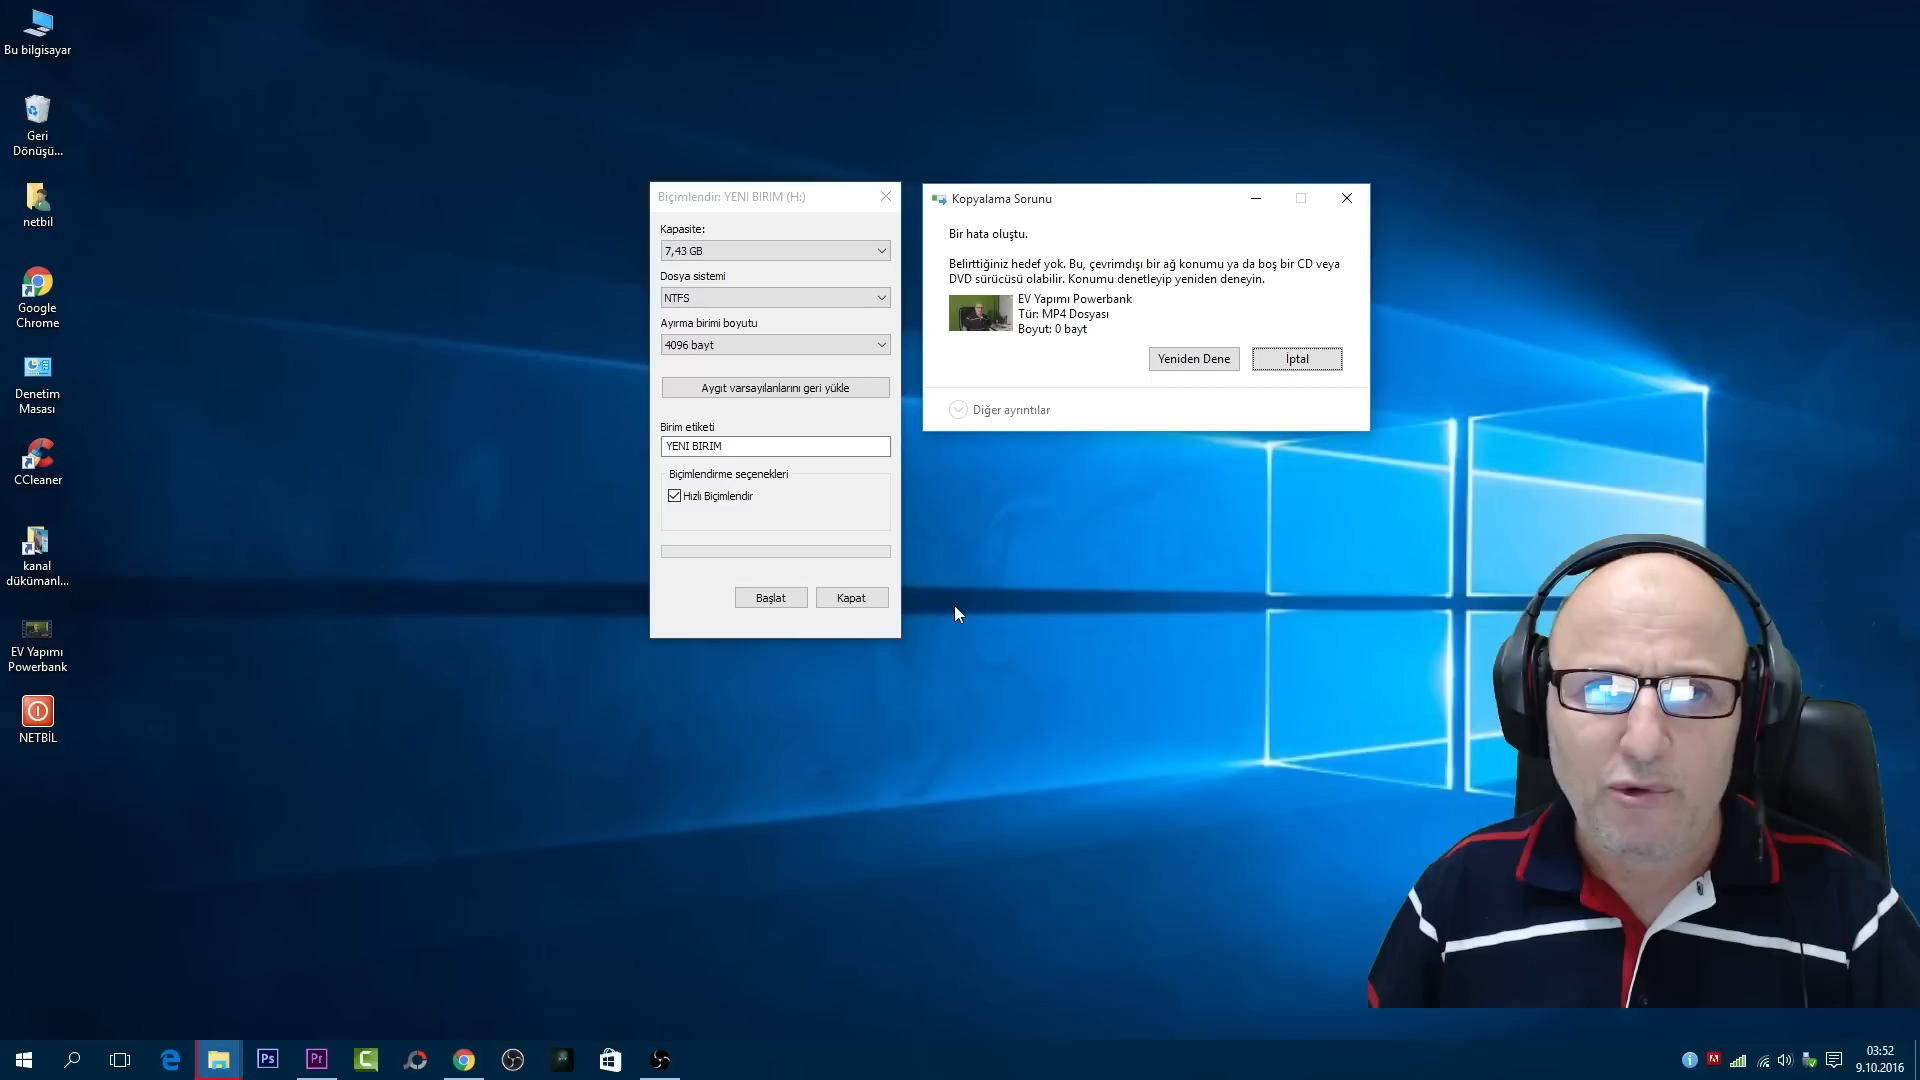 Bu bilgisayar
Geri
Dönüşü...
netbil
Google
Chrome
Denetim
Masası
CCleaner
kanal
dükümanl...
EV Yapımı
Powerbank
NETBİL
Biçimlendir: YENI BIRIM (H:)
Kapasite:
7,43 GB
Dosya sistemi
NTFS
Ayırma birimi boyutu
4096 bayt
Aygıt varsayılanlarını geri yükle
Birim etiketi
YENI BIRIM
Biçimlendirme seçenekleri
Hızlı Biçimlendir
Başlat
Kapat
Kopyalama Sorunu
Bir hata oluştu.
Belirttiğiniz hedef yok. Bu, çevrimdışı bir ağ konumu ya da boş bir CD veya
DVD sürücüsü olabilir. Konumu denetleyip yeniden deneyin.
EV Yapımı Powerbank
Tür: MP4 Dosyası
Boyut: 0 bayt
Yeniden Dene
İptal
Diğer ayrıntılar
Ps
Pr
03:52
9.10.2016